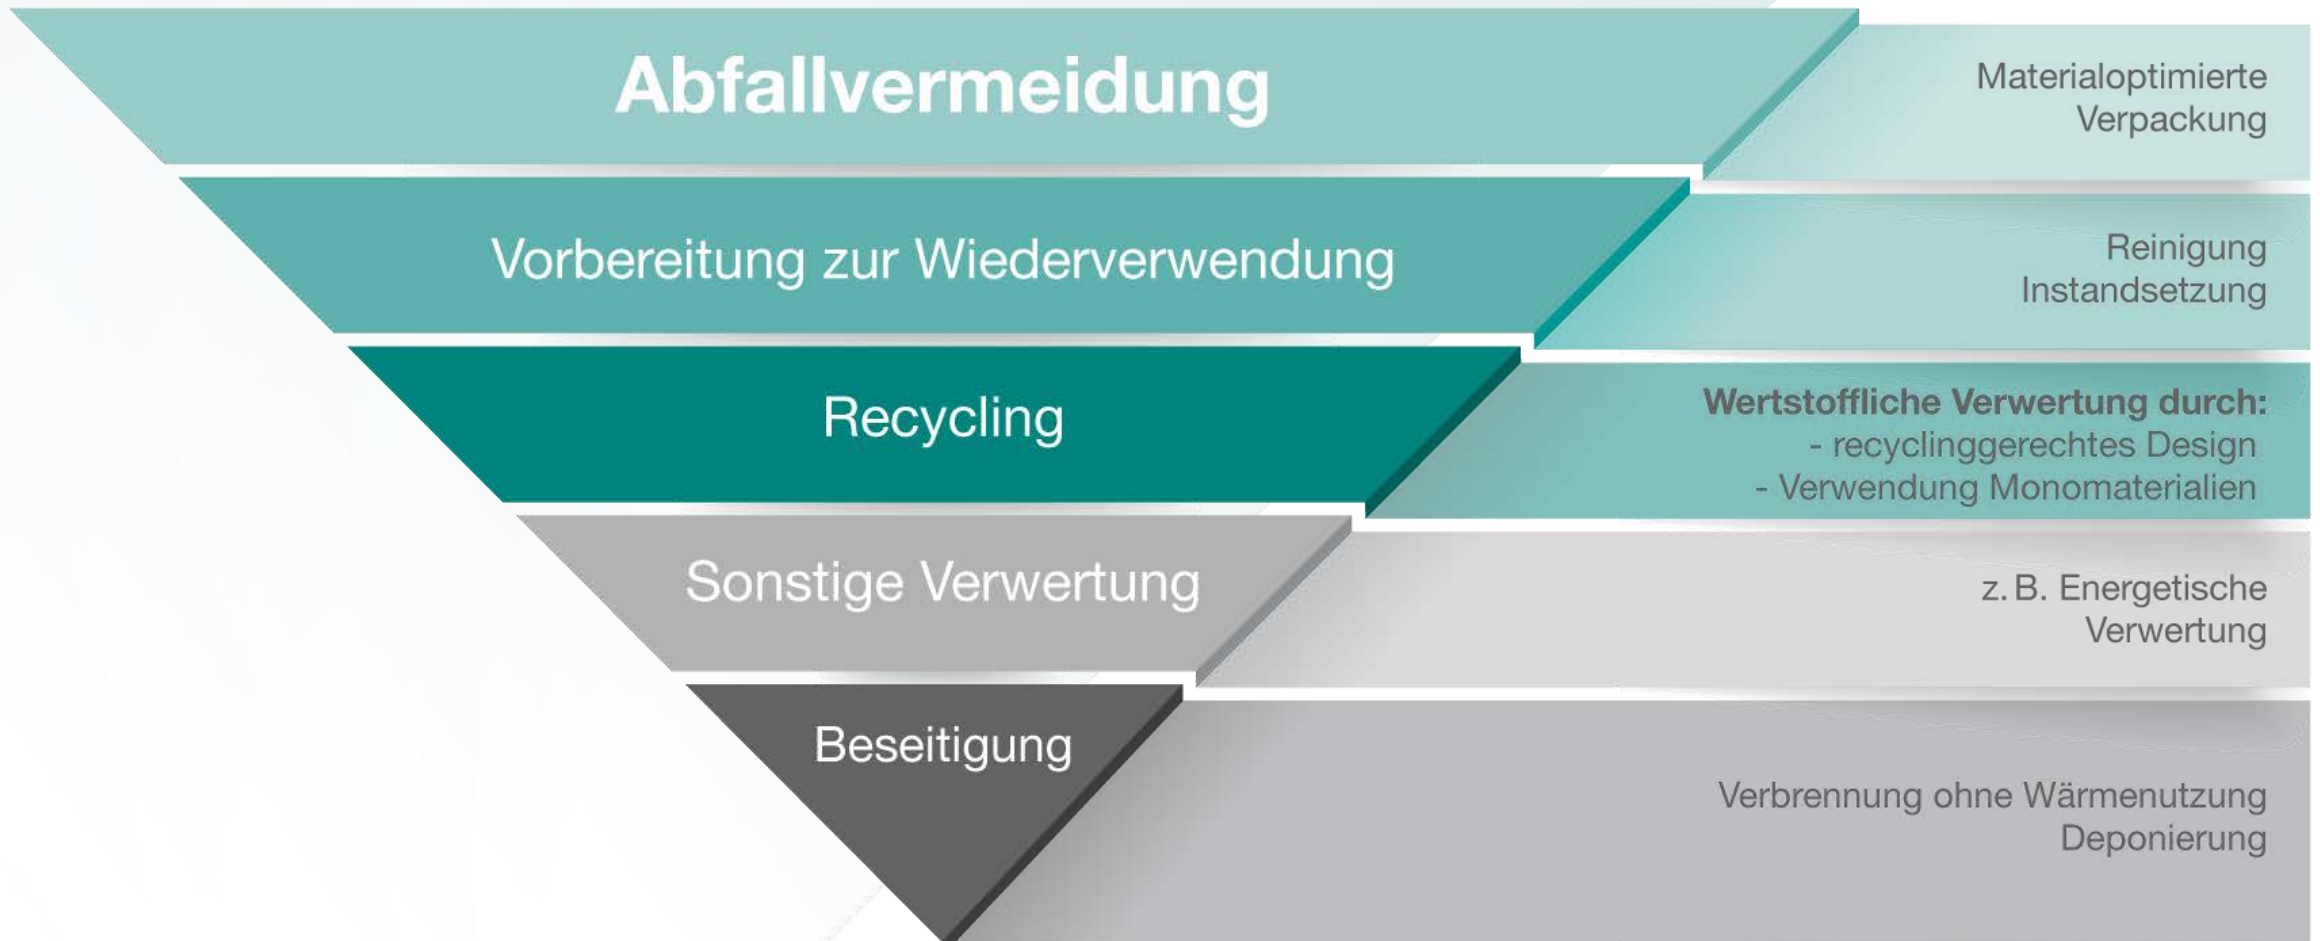 Abfallvermeidung
Materialoptimierte
Verpackung
Vorbereitung zur Wiederverwendung
Reinigung
Instandsetzung
Recycling
Wertstoffliche Verwertung durch:
- recyclinggerechtes Design
- Verwendung Monomaterialien
Sonstige Verwertung
z. B. Energetische
Verwertung
Beseitigung
Verbrennung ohne Wärmenutzung
Deponierung